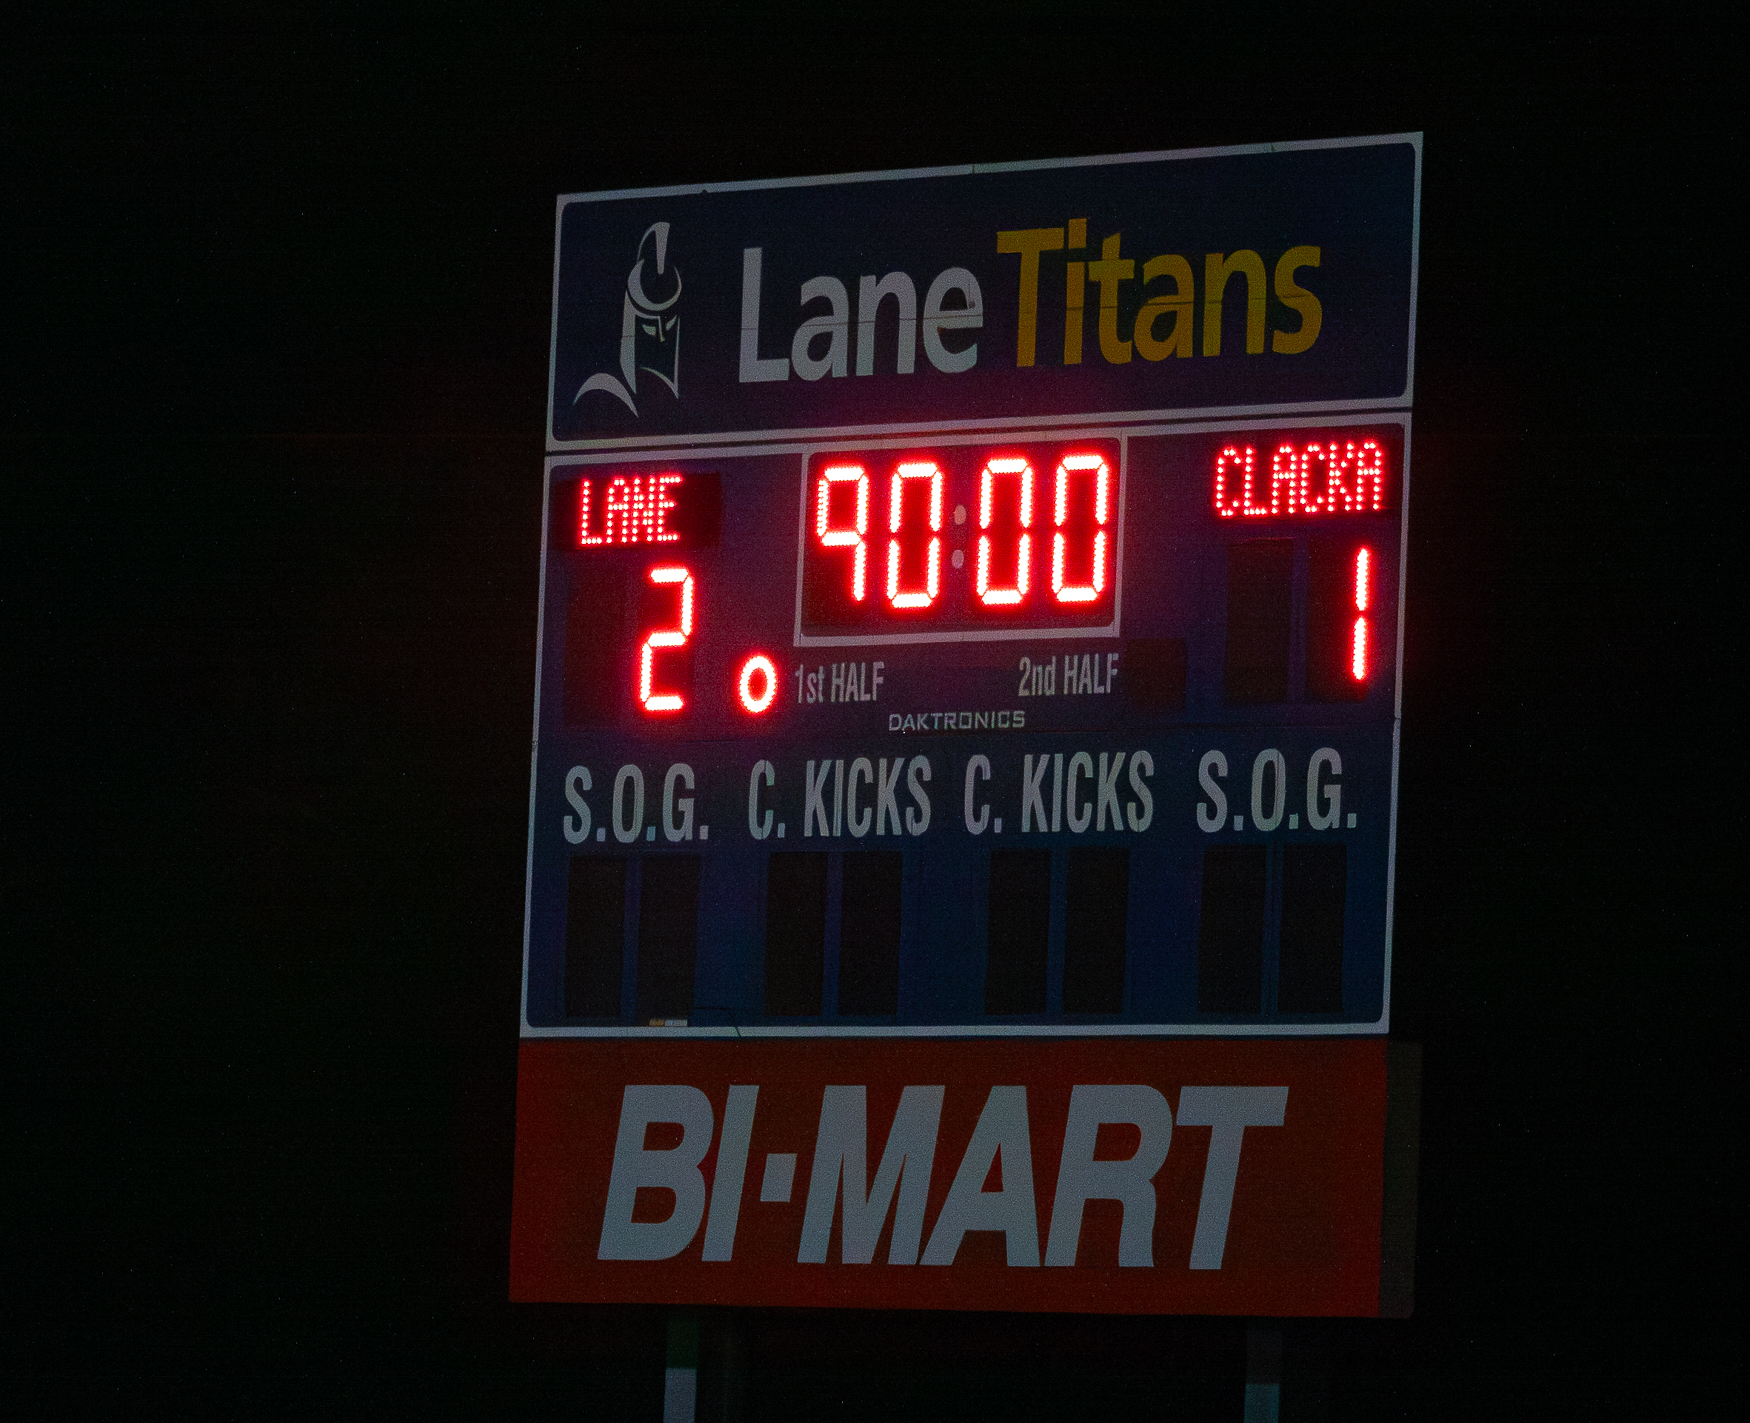 Lane Titans
LANE 90:00 CLACKA
2 1
1st HALF 2nd HALF
DAKTRONICS
S.O.G. C. KICKS C. KICKS S.O.G.
BI-MART